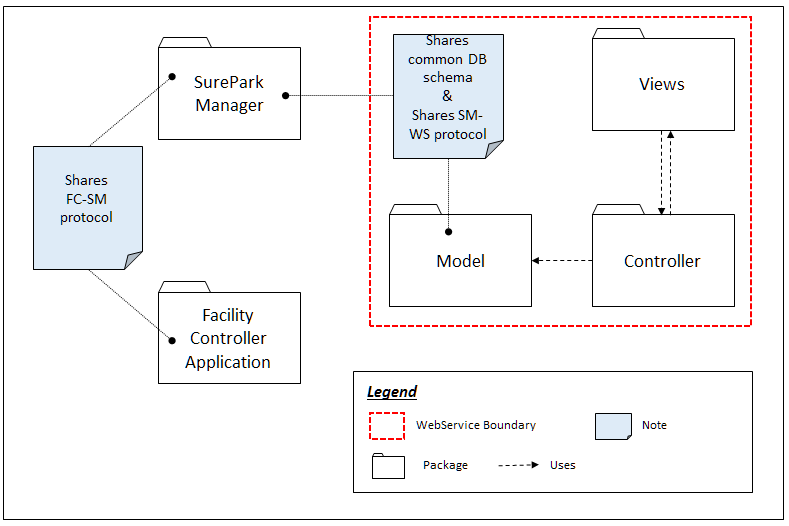 SurePark
Manager
Shares
common DB
schema
&
Shares SM-
WS protocol
Views
Shares
FC-SM
protocol
Model
Controller
Facility
Controller
Application
Legend
WebService Boundary
Note
Package
Uses